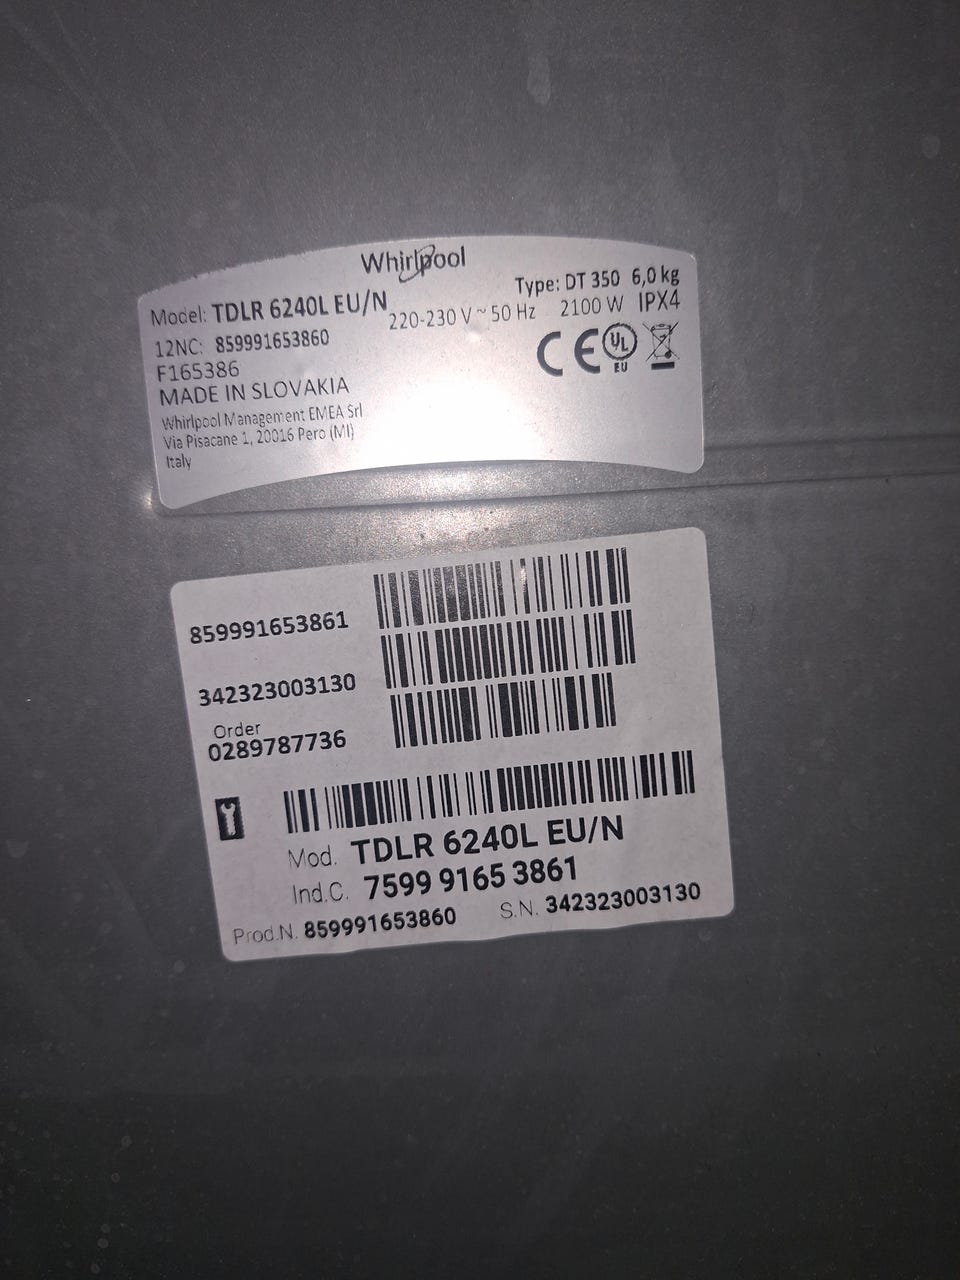 Whirlpool
Model: TDLR 6240L EU/N
Type: DT 350 6,0 kg
220-230 V ~ 50 Hz 2100 W IPX4
12NC: 859991653860
F165386
MADE IN SLOVAKIA
Whirlpool Management EMEA Srl
Via Pisacane 1, 20016 Pero (MI)
Italy
CE UL
EU
859991653861
342323003130
Order
0289787736
Mod. TDLR 6240L EU/N
Ind.C. 7599 9165 3861
Prod.N. 859991653860 S.N. 342323003130